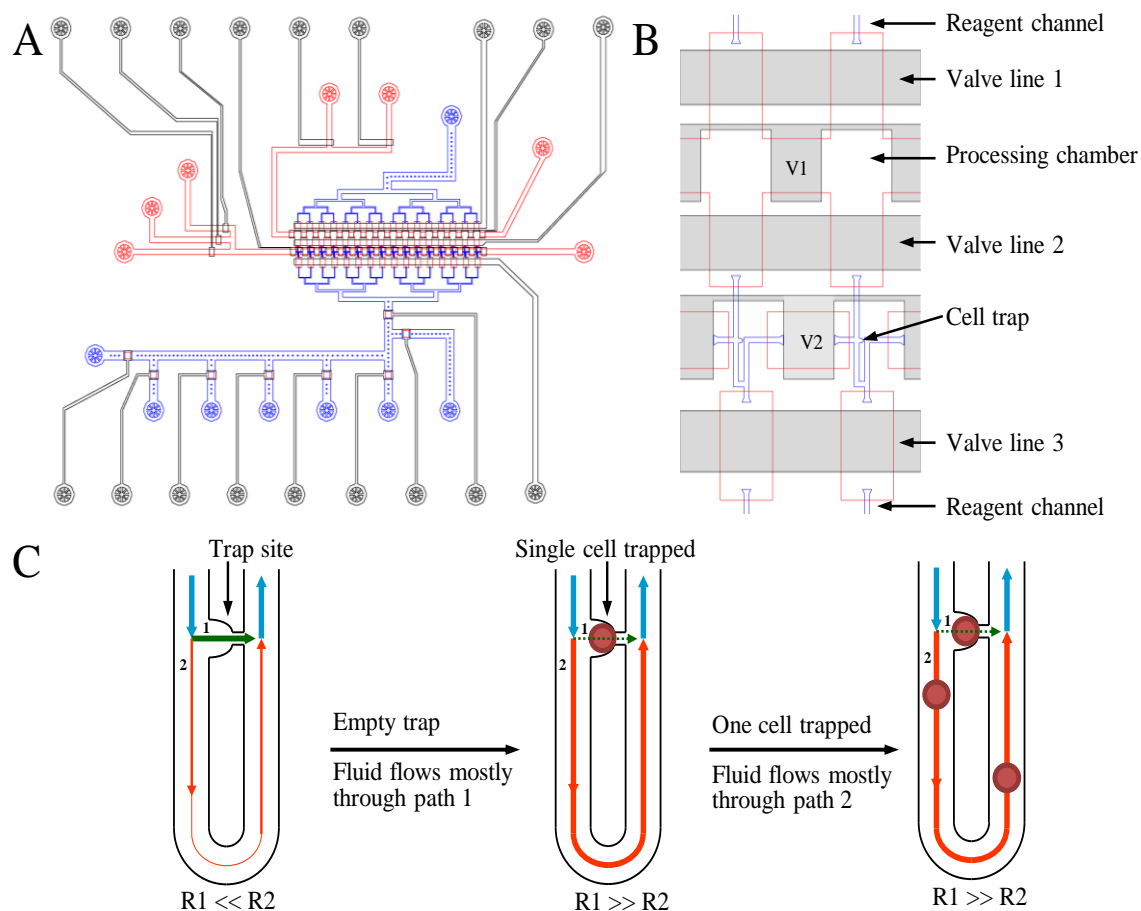 A
B
Reagent channel
Valve line 1
Processing chamber
V1
Valve line 2
Cell trap
V2
Valve line 3
Reagent channel
C
Trap site
Single cell trapped
1
1
1
2
2
2
Empty trap
One cell trapped
Fluid flows mostly
through path 1
Fluid flows mostly
through path 2
R1 << R2
R1 >> R2
R1 >> R2